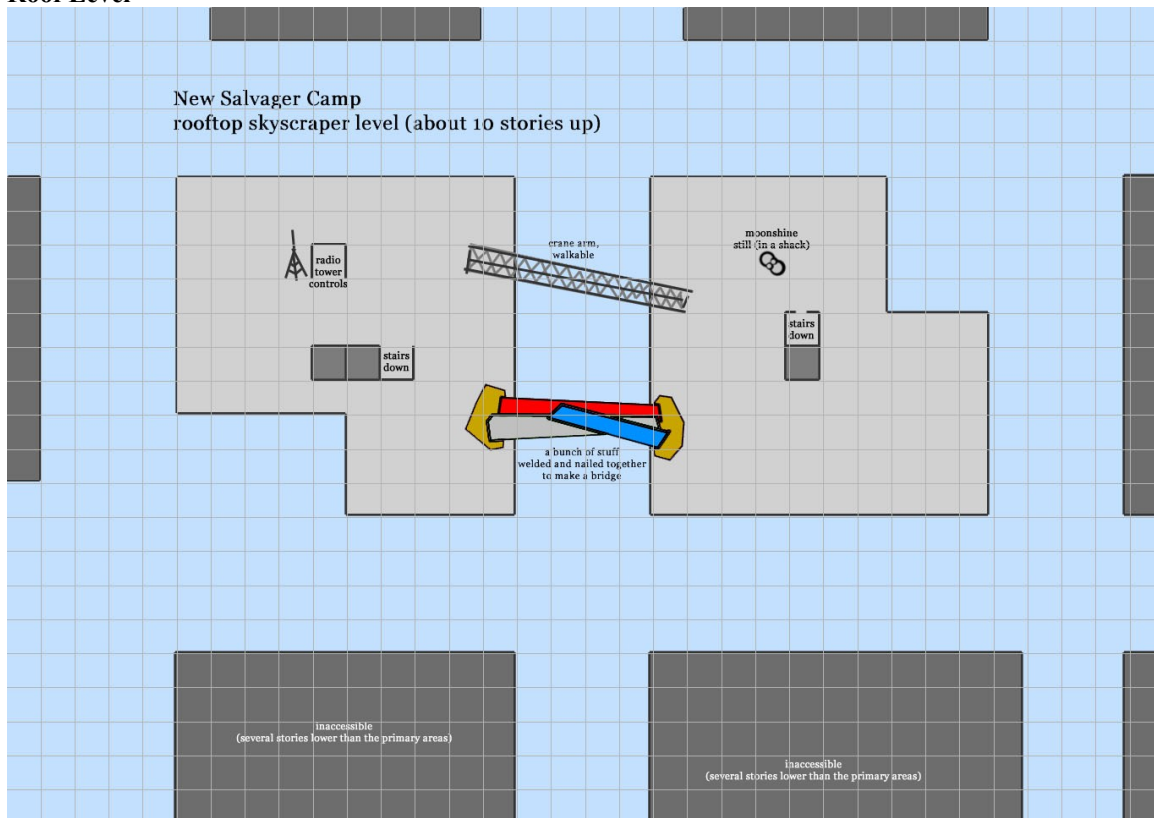 Roof Level
New Salvager Camp
rooftop skyscraper level (about 10 stories up)
crane arm,
walkable
moonshine
still (in a shack)
radio
tower
controls
stairs
down
stairs
down
a bunch of stuff
welded and nailed together
to make a bridge
inaccessible
(several stories lower than the primary areas)
inaccessible
(several stories lower than the primary areas)